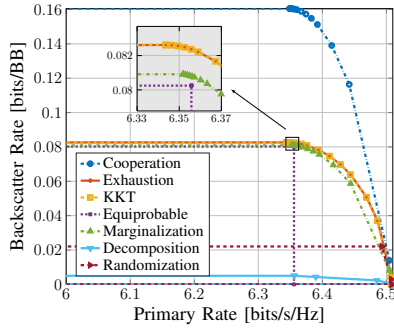 0.16
0.14
0.12
0.1
0.08
0.06
0.04
0.02
0
Backscatter Rate [bits/BB]
0.082
0.08
6.33
6.35
6.37
Cooperation
Exhaustion
KKT
Equiprobable
Marginalization
Decomposition
Randomization
6
6.1
6.2
6.3
6.4
6.5
Primary Rate [bits/s/Hz]